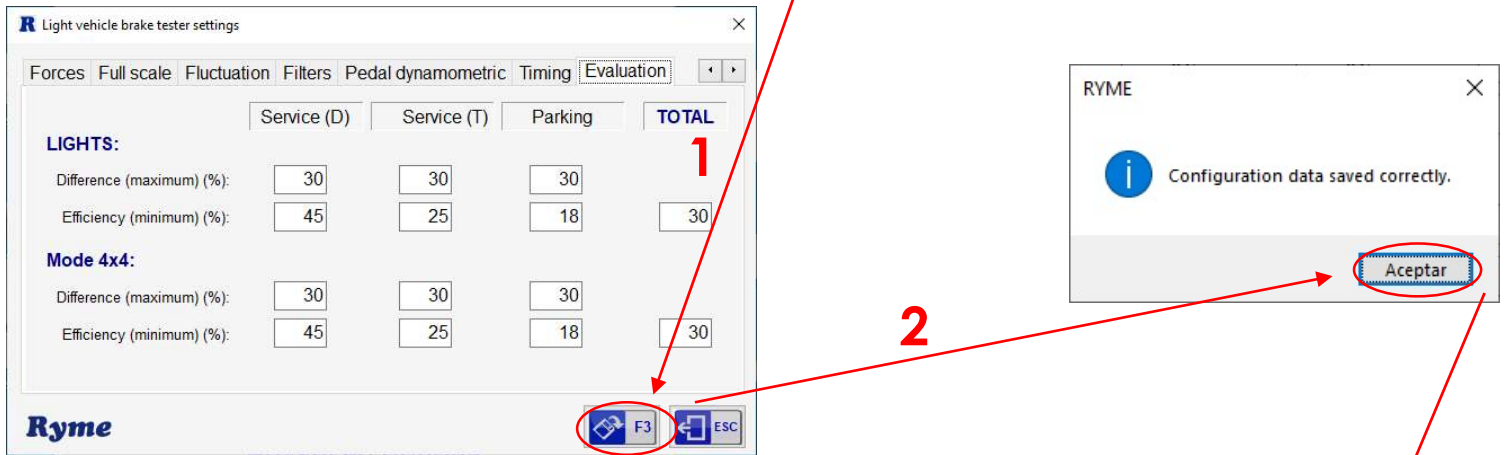 R Light vehicle brake tester settings
Forces Full scale Fluctuation Filters Pedal dynamometric Timing Evaluation
Service (D) Service (T) Parking TOTAL
LIGHTS:
Difference (maximum) (%): 30 30 30
Efficiency (minimum) (%): 45 25 18 30
Mode 4x4:
Difference (maximum) (%): 30 30 30
Efficiency (minimum) (%): 45 25 18 30
Ryme F3 ESC
1
RYME
i Configuration data saved correctly.
Aceptar
2